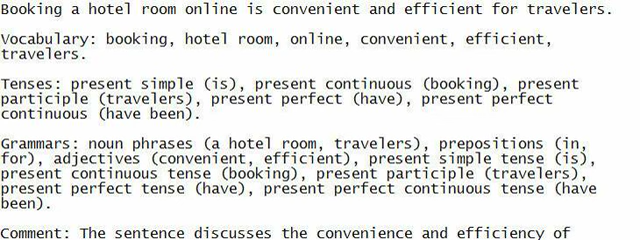 Booking a hotel room online is convenient and efficient for travelers.
Vocabulary: booking, hotel room, online, convenient, efficient,
travelers.
Tenses: present simple (is), present continuous (booking), present
participle (travelers), present perfect (have), present perfect
continuous (have been).
Grammars: noun phrases (a hotel room, travelers), prepositions (in,
for), adjectives (convenient, efficient), present simple tense (is),
present continuous tense (booking), present participle (travelers),
present perfect tense (have), present perfect continuous tense (have
been).
Comment: The sentence discusses the convenience and efficiency of